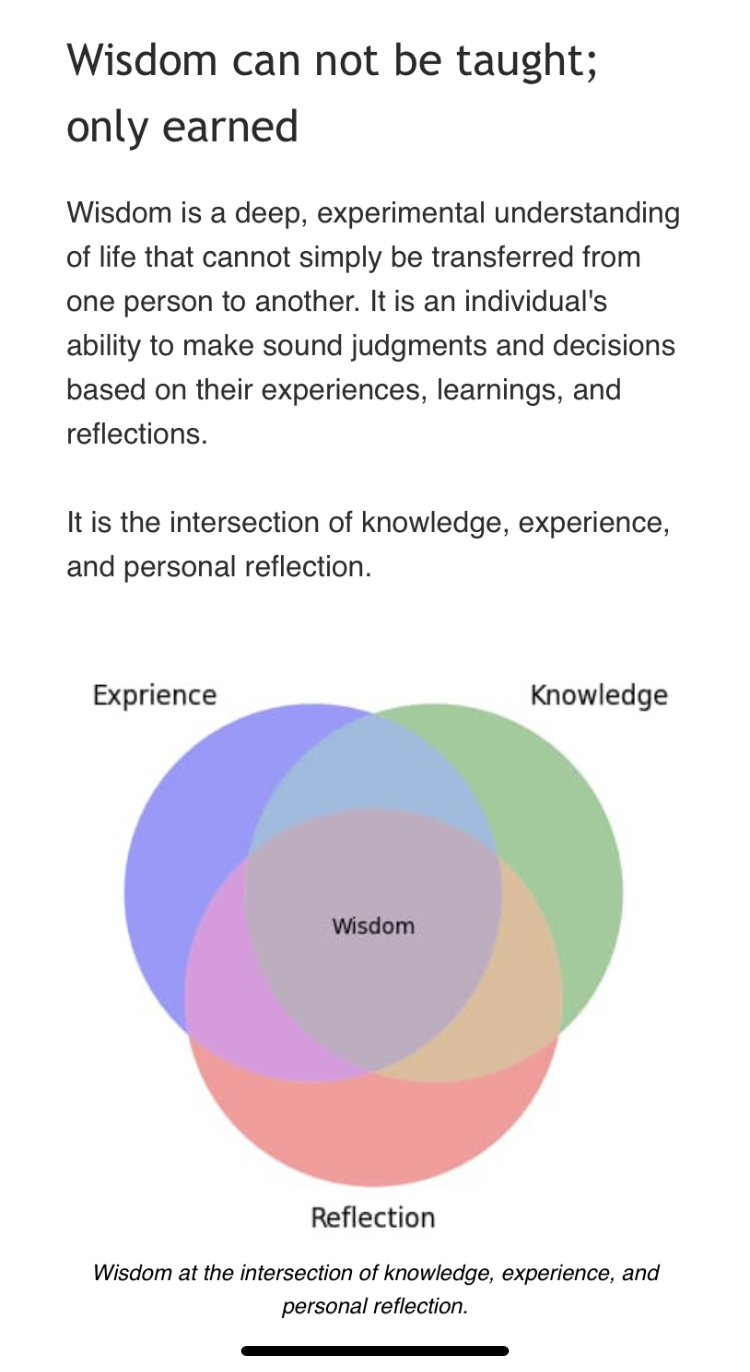 Wisdom can not be taught;
only earned
Wisdom is a deep, experimental understanding
of life that cannot simply be transferred from
one person to another. It is an individual's
ability to make sound judgments and decisions
based on their experiences, learnings, and
reflections.
It is the intersection of knowledge, experience,
and personal reflection.
Exprience
Knowledge
Wisdom
Reflection
Wisdom at the intersection of knowledge, experience, and
personal reflection.